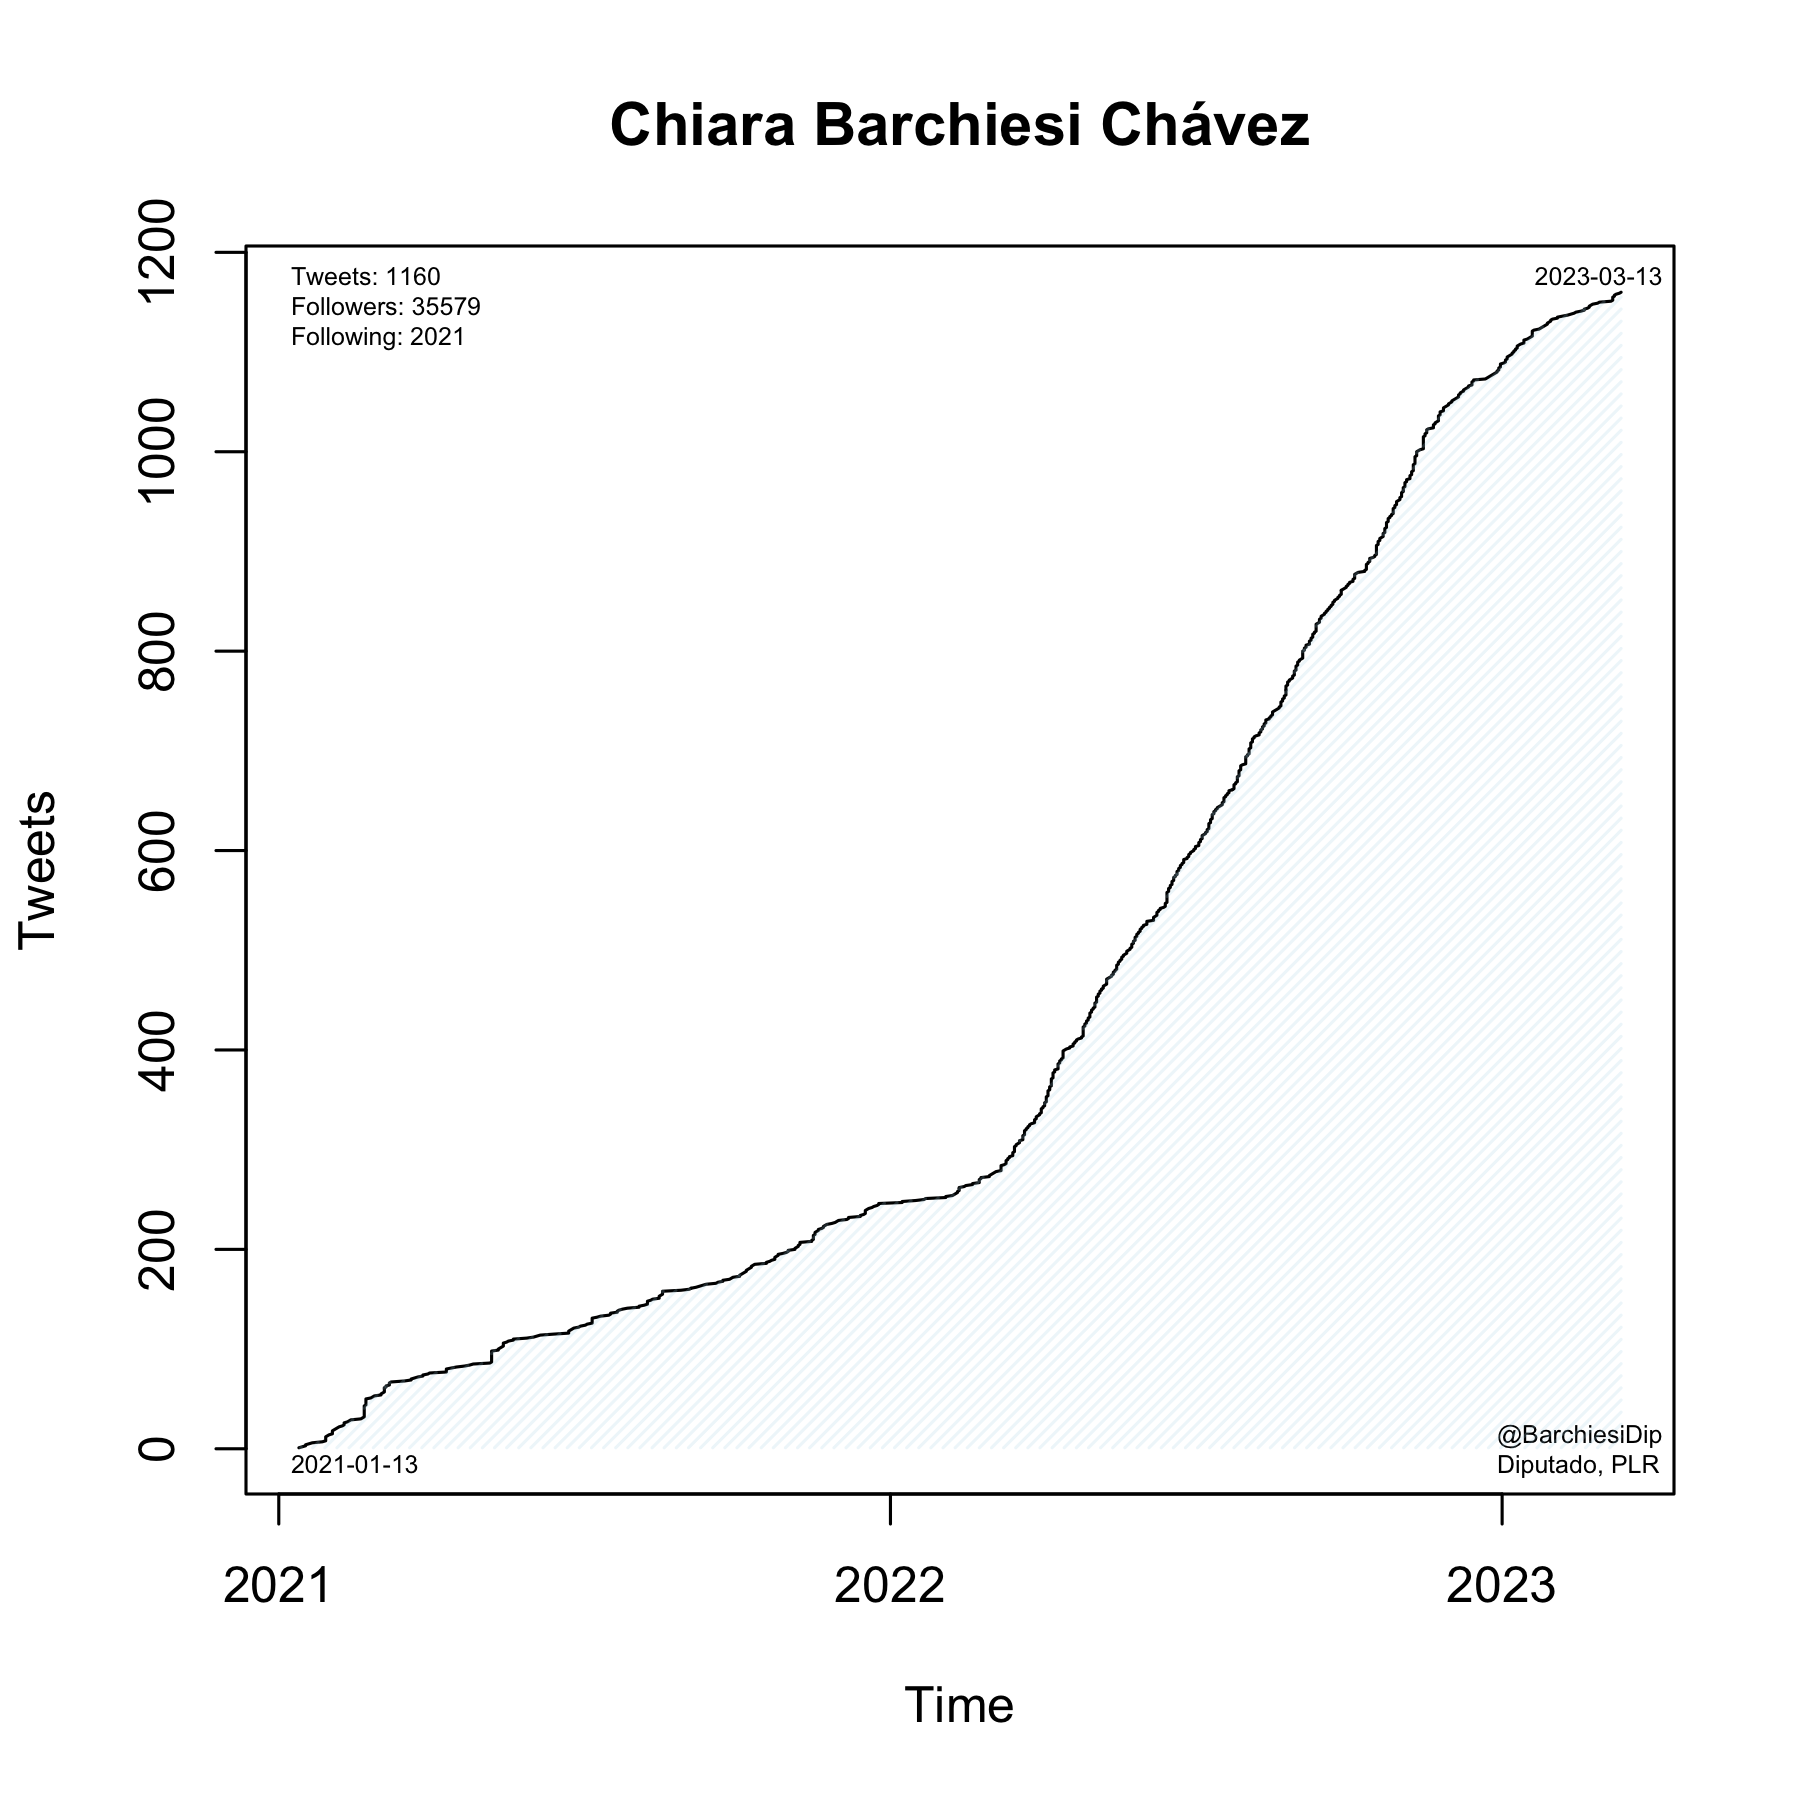 Chiara Barchiesi Chávez
Tweets: 1160
Followers: 35579
Following: 2021
2023-03-13
1200
1000
800
600
400
200
0
Tweets
2021-01-13
@BarchiesiDip
Diputado, PLR
2021
2022
2023
Time